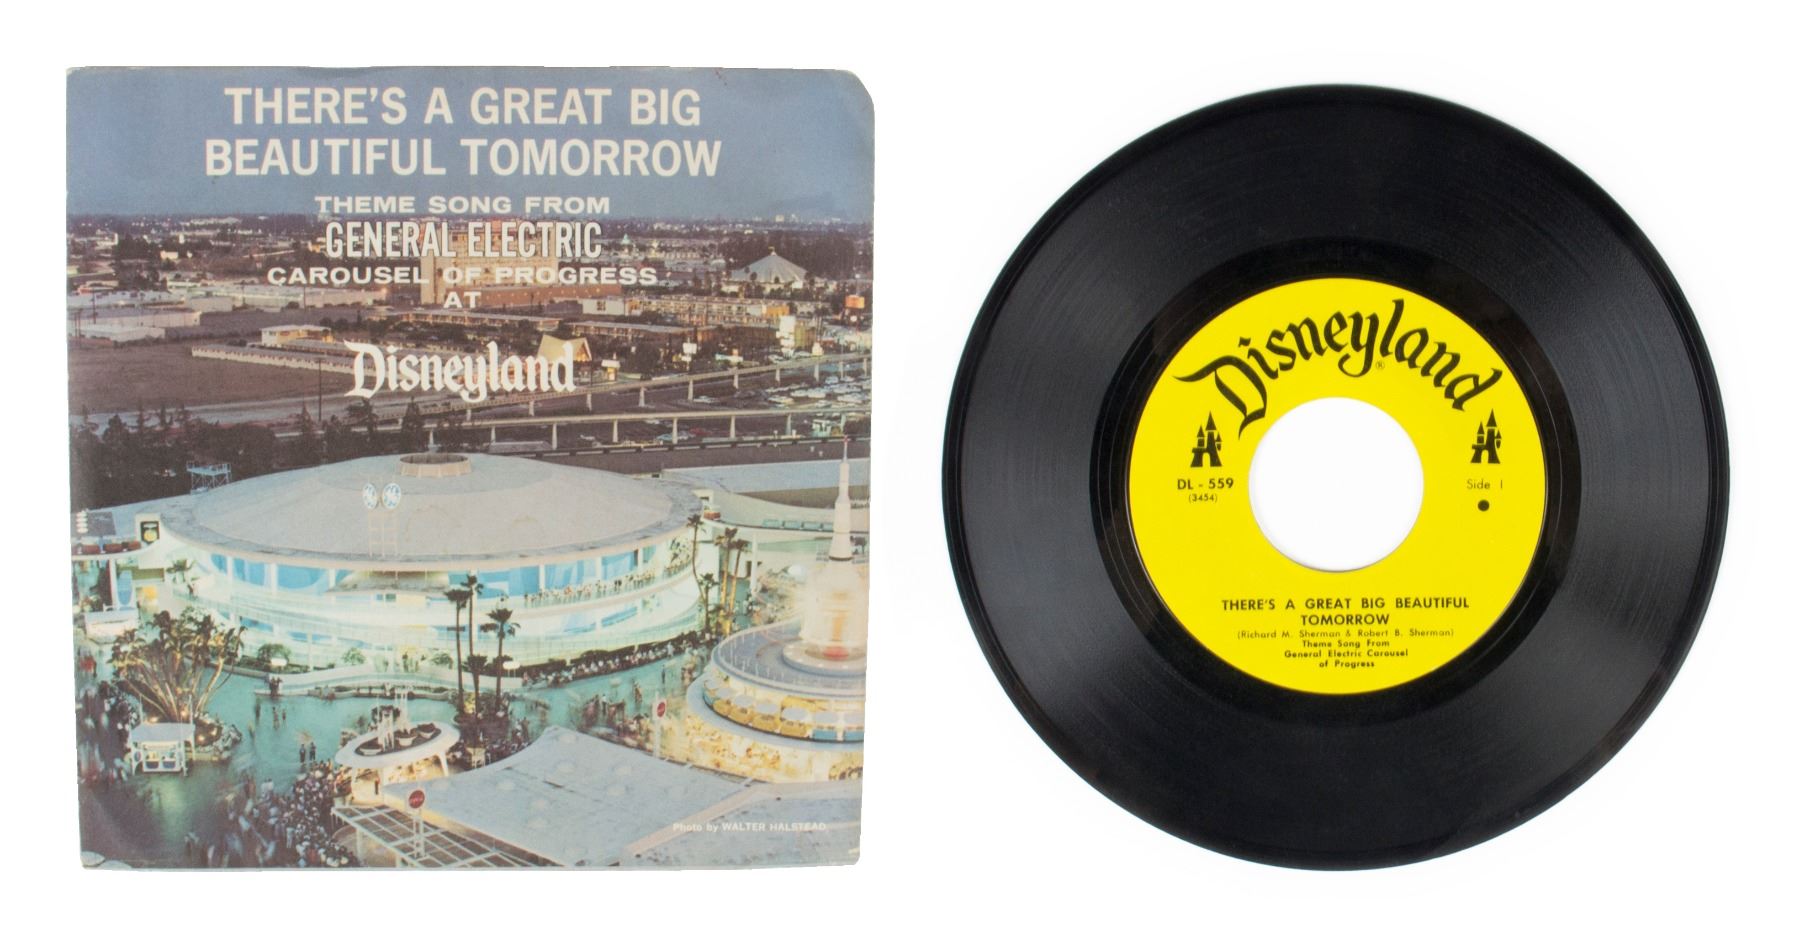 THERE'S A GREAT BIG
BEAUTIFUL TOMORROW
THEME SONG FROM
GENERAL ELECTRIC
CAROUSEL OF PROGRESS
AT
Disneyland
Photo by WALTER HALSTEAD
Disneyland
®
DL - 559
(3454)
Side 1
THERE'S A GREAT BIG BEAUTIFUL
TOMORROW
(Richard M. Sherman & Robert B. Sherman)
Theme Song From
General Electric Carousel
of Progress